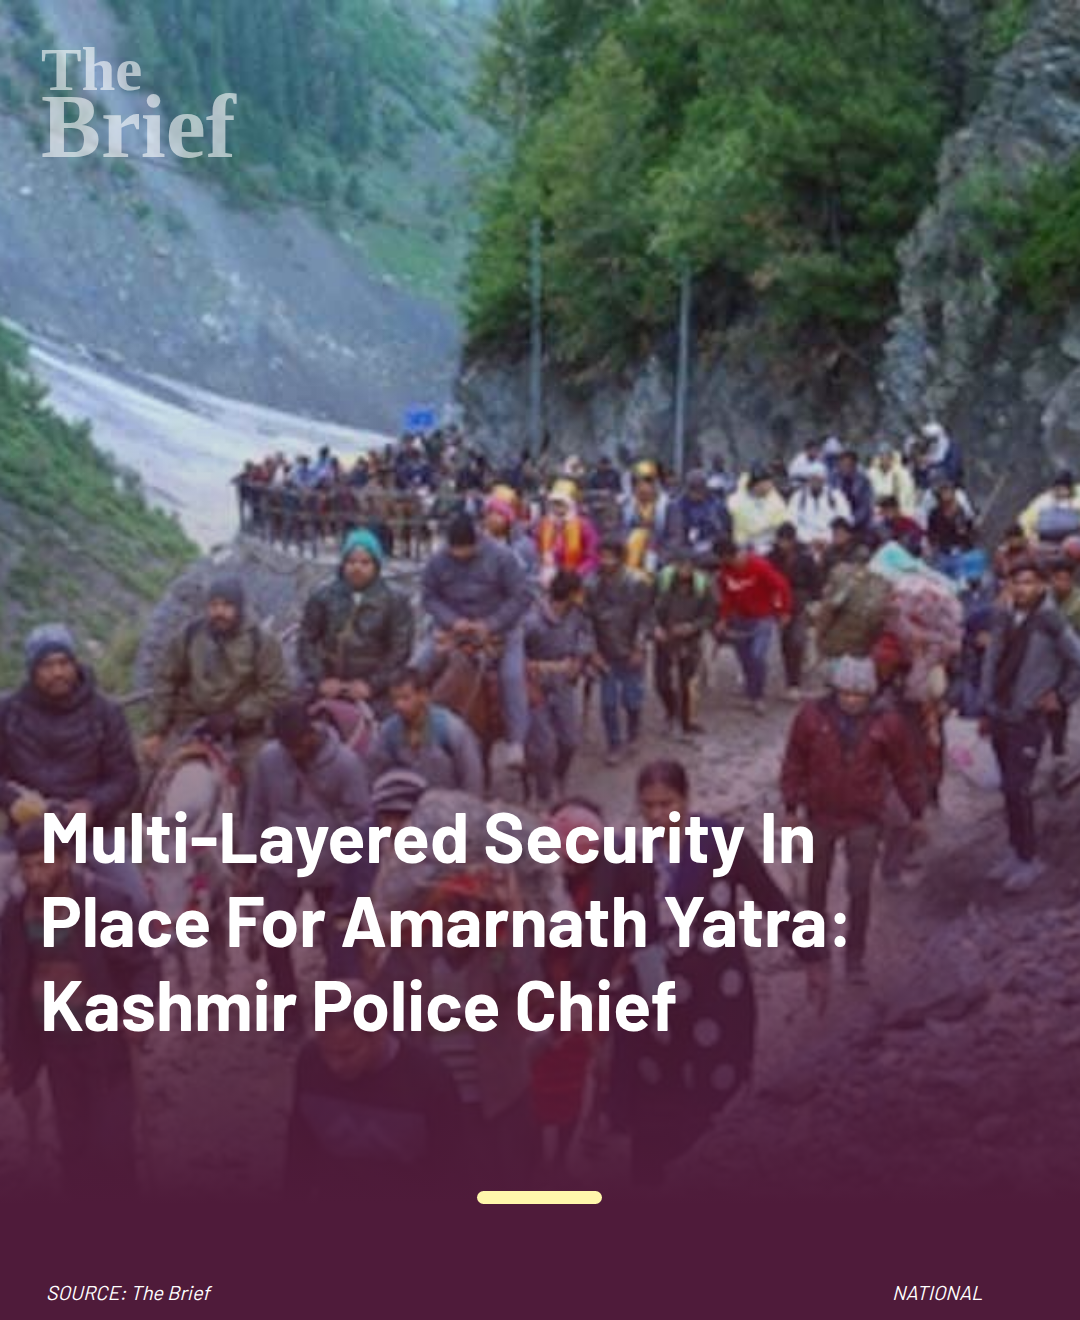 The
Brief
Multi-Layered Security In
Place For Amarnath Yatra:
Kashmir Police Chief
SOURCE: The Brief
NATIONAL